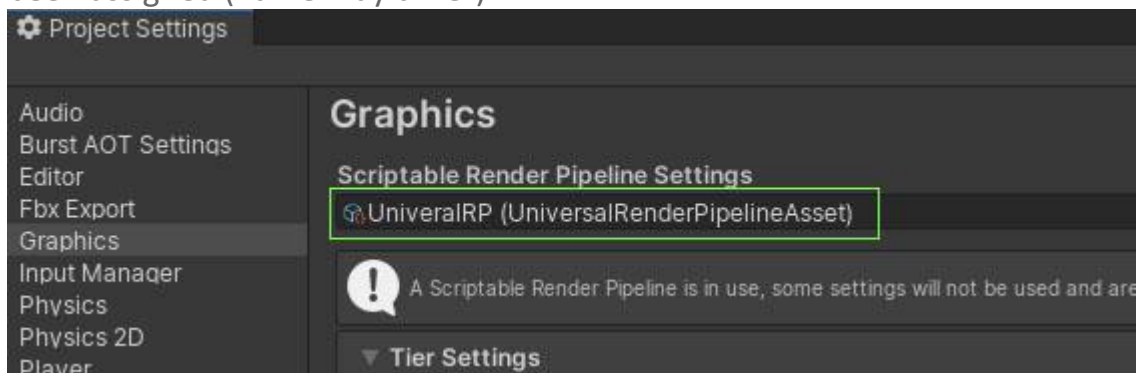 Project Settings
Audio
Burst AOT Settings
Editor
Fbx Export
Graphics
Input Manager
Physics
Physics 2D
Player
Graphics
Scriptable Render Pipeline Settings
UniveralRP (UniversalRenderPipelineAsset)
A Scriptable Render Pipeline is in use, some settings will not be used and are
Tier Settings